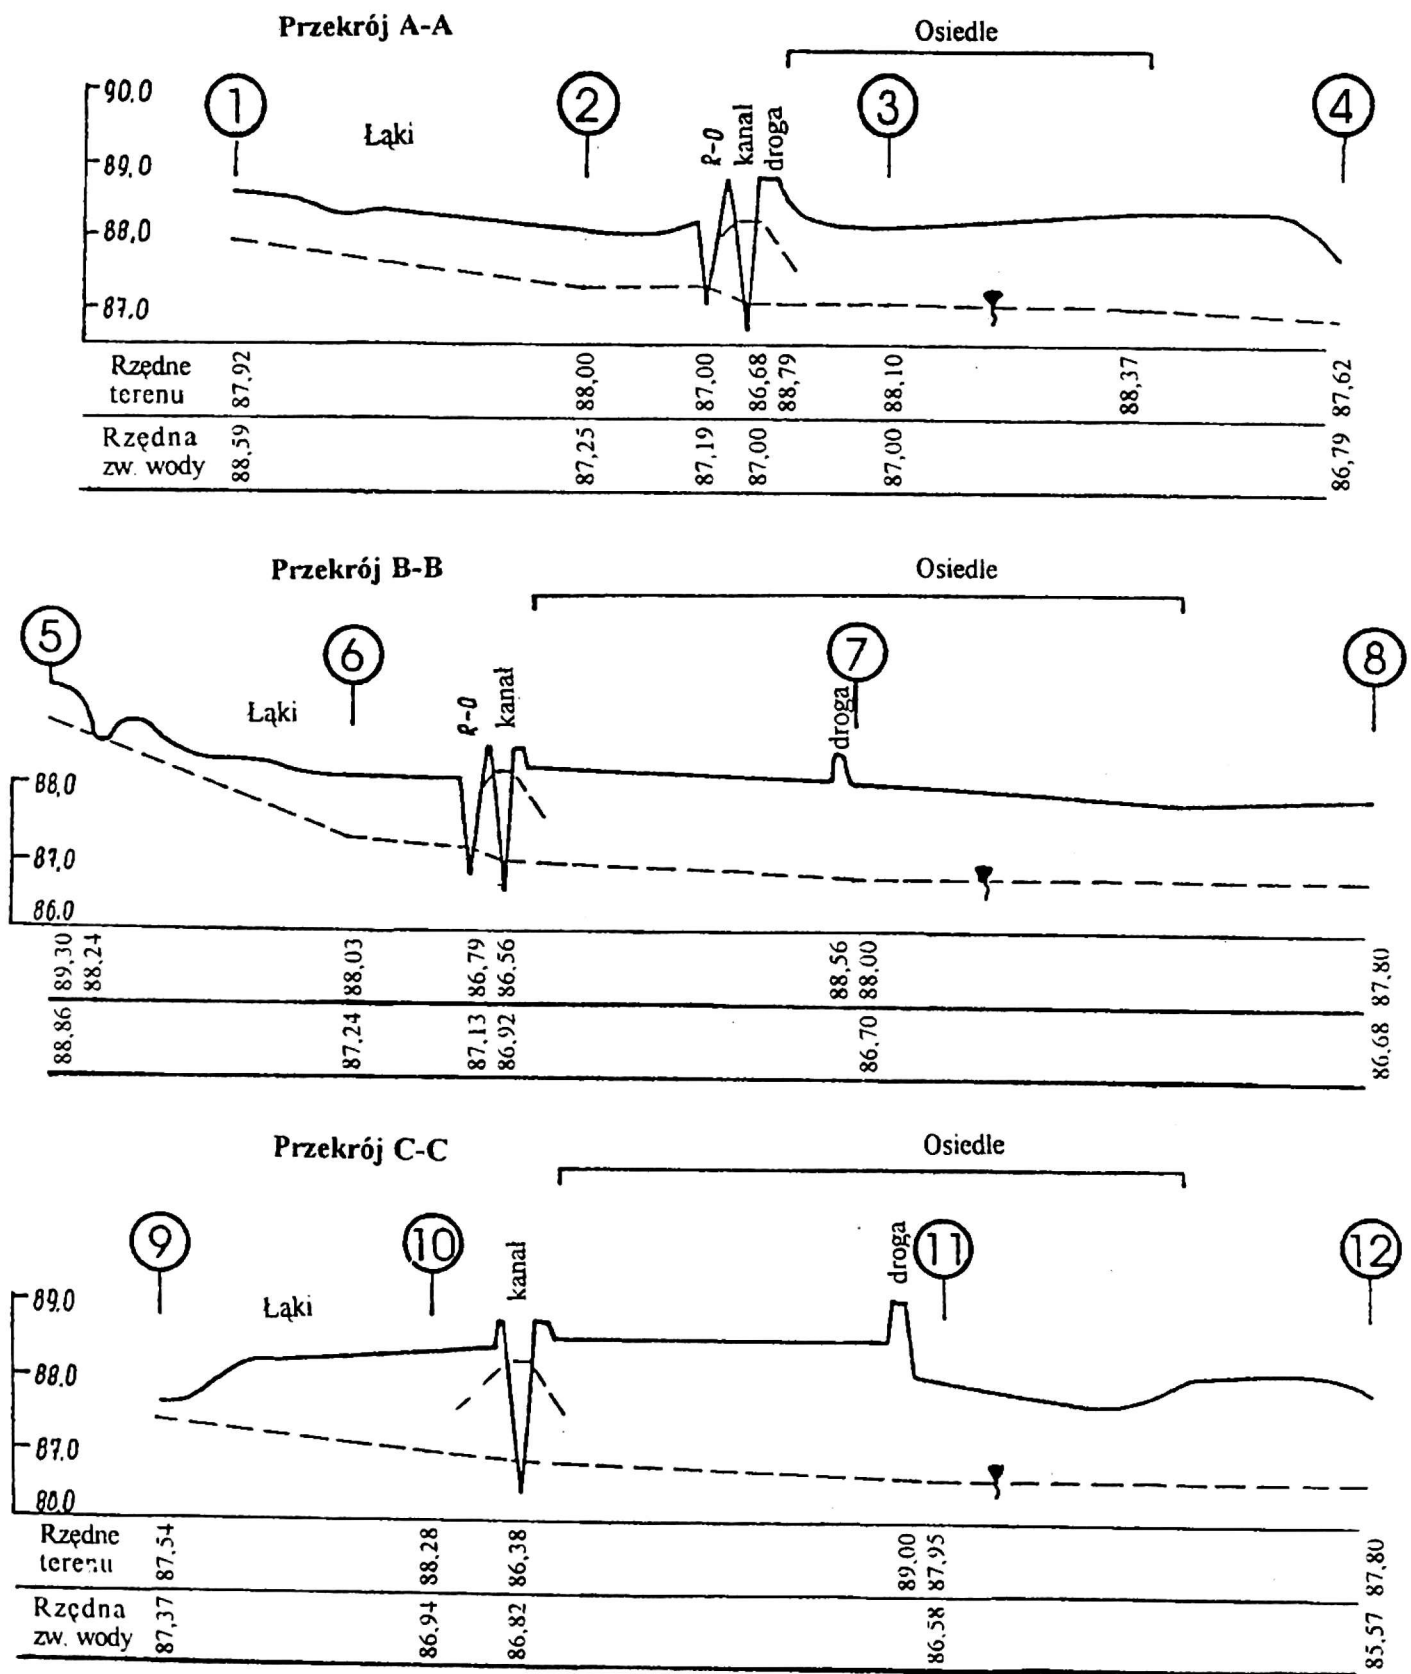 Przekrój A-A
Osiedle
90,0
89,0
88,0
87.0
1
Łąki
2
R-O
kanał
droga
3
4
Rzędne terenu
87,92 88,00 87,00 86,68 88,79 88,10 88,37 87,62
Rzędna zw. wody
88,59 87,25 87,19 87,00 87,00 86,79
Przekrój B-B
Osiedle
5
Łąki
6
R-O
kanał
droga
7
8
88,0
87,0
86.0
89,30 88,24 88,03 86,79 86,56 88,56 88,00 87,80
88,86 87,24 87,13 86,92 86,70 86,68
Przekrój C-C
Osiedle
9
Łąki
10
kanał
droga
11
12
89.0
88.0
87.0
Rzędne terenu
87,54 88.28 86,38 89.00 87,95 87,80
Rzędna zw. wody
87,37 86,94 86,82 86.58 85,57